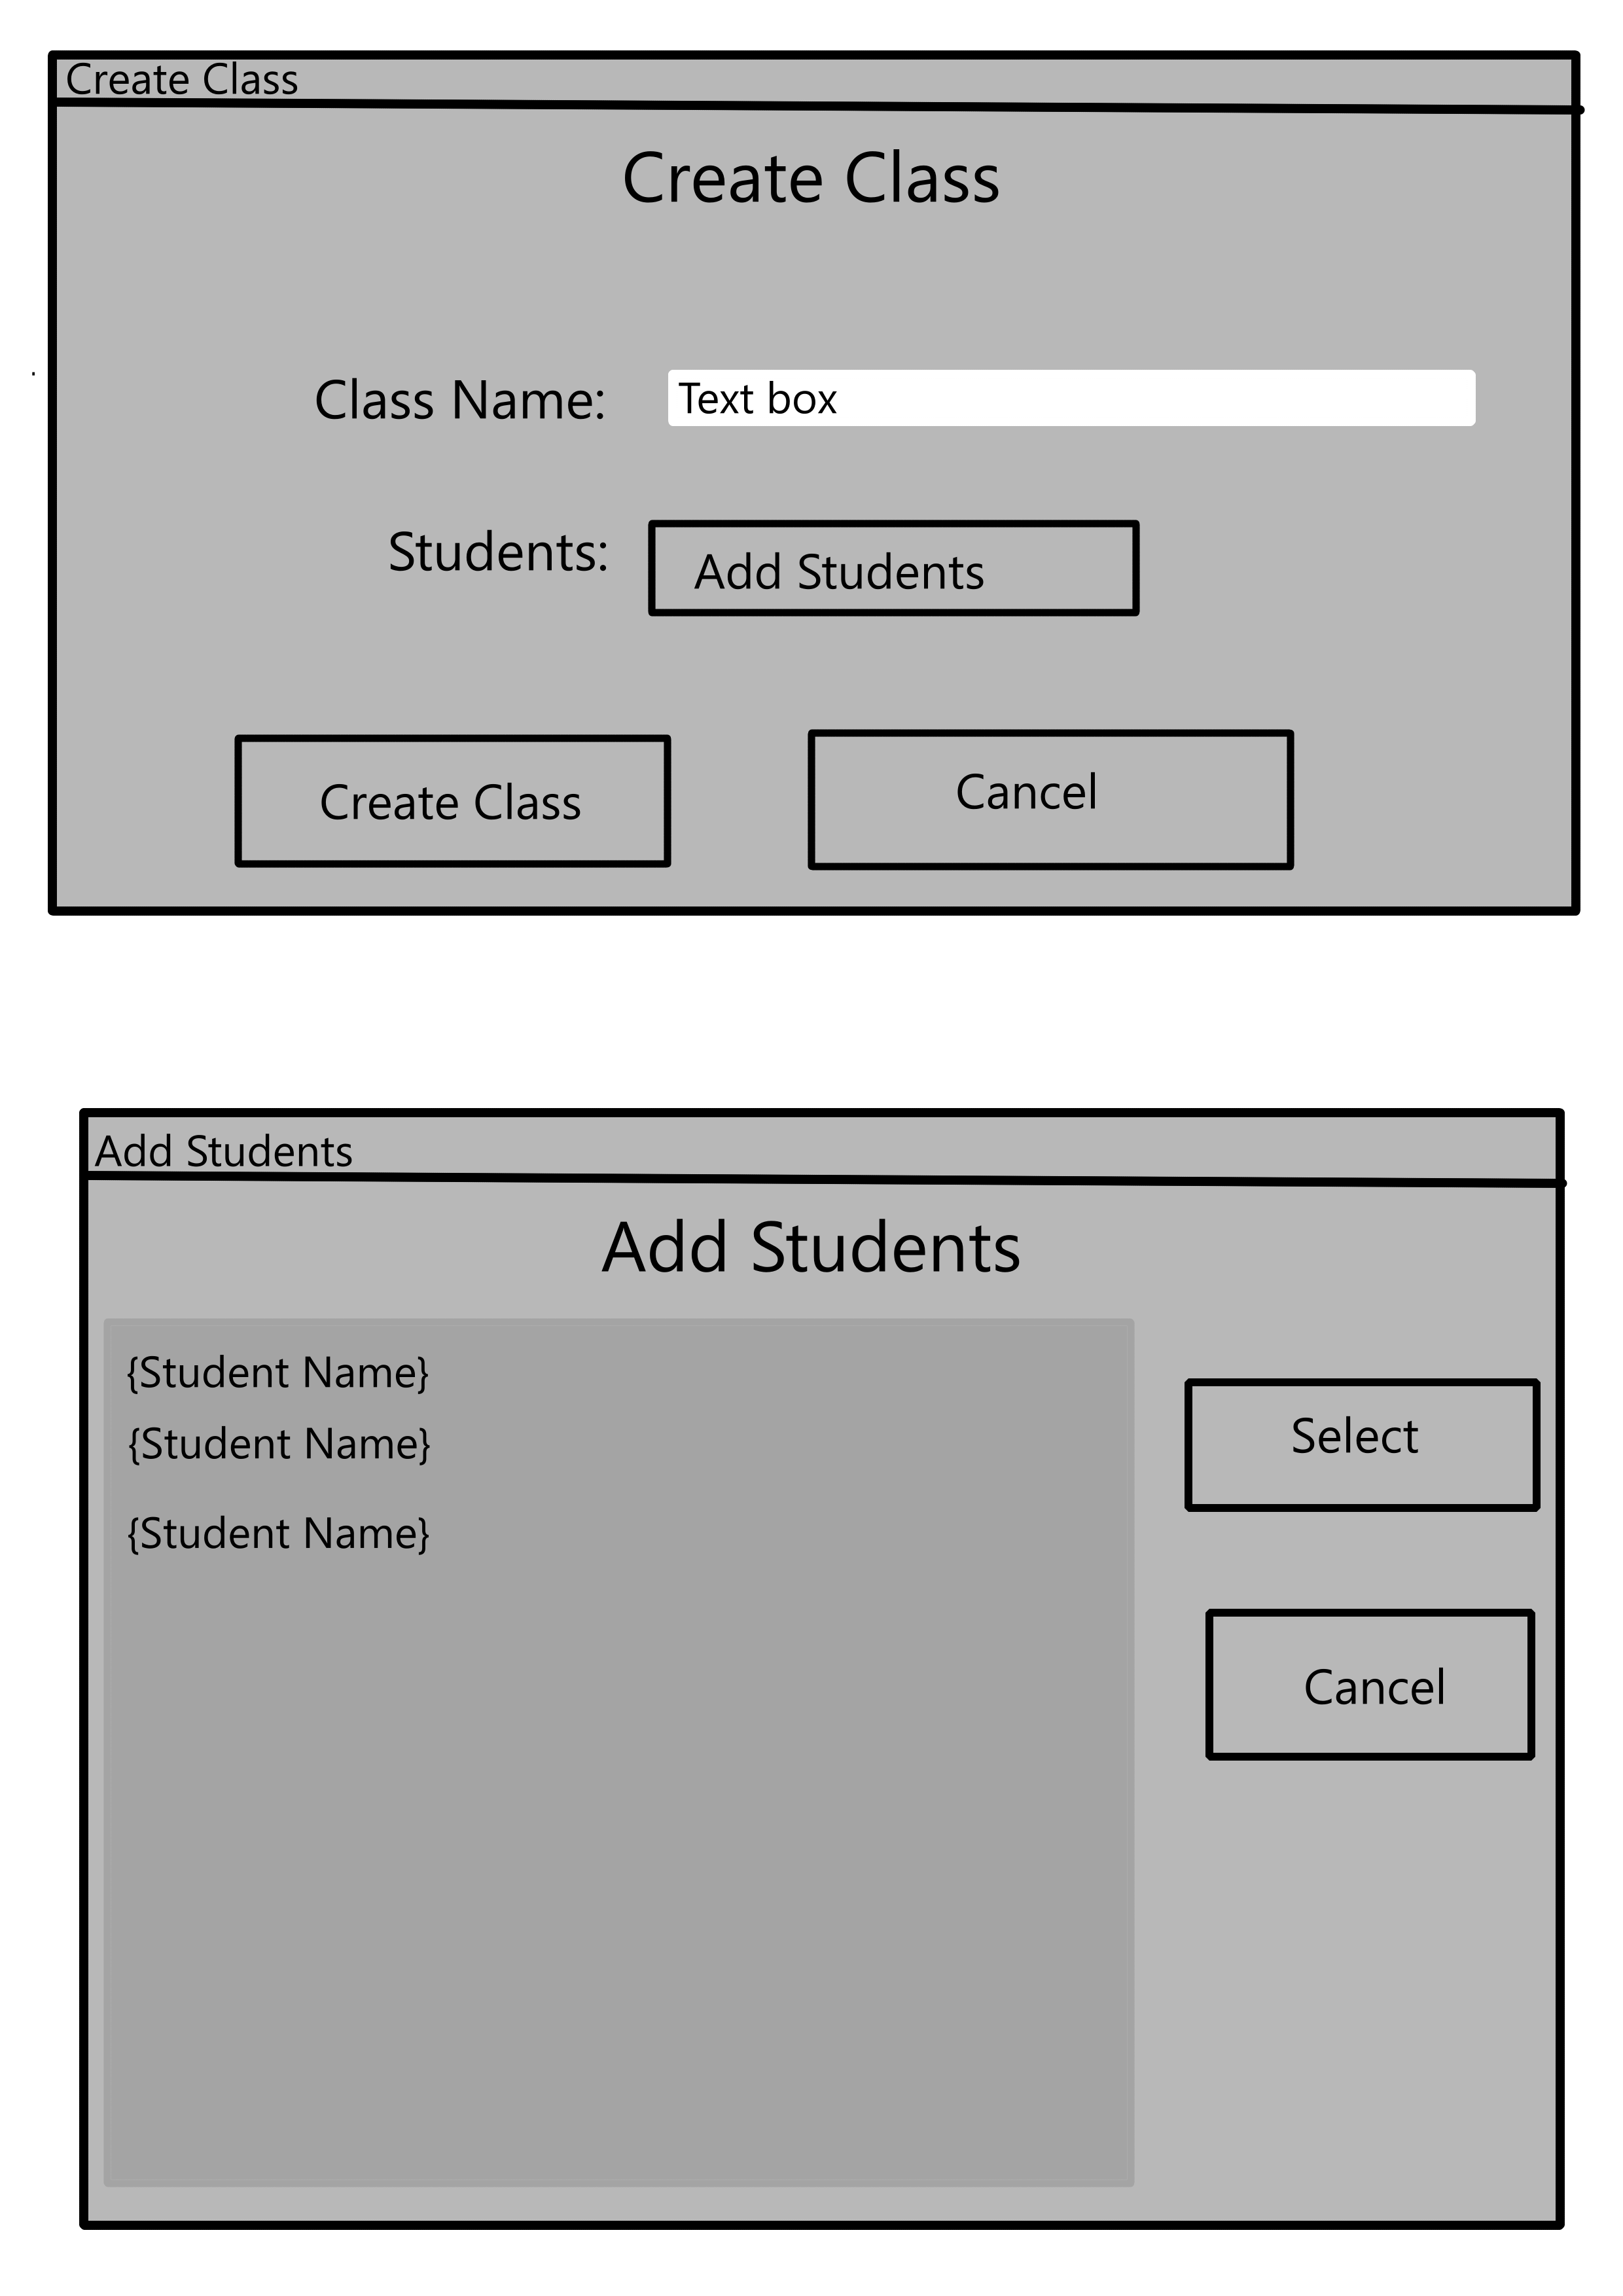 Create Class
Create Class
Class Name: Text box
Students: Add Students
Create Class Cancel
Add Students
Add Students
{Student Name}
Select
{Student Name}
{Student Name}
Cancel